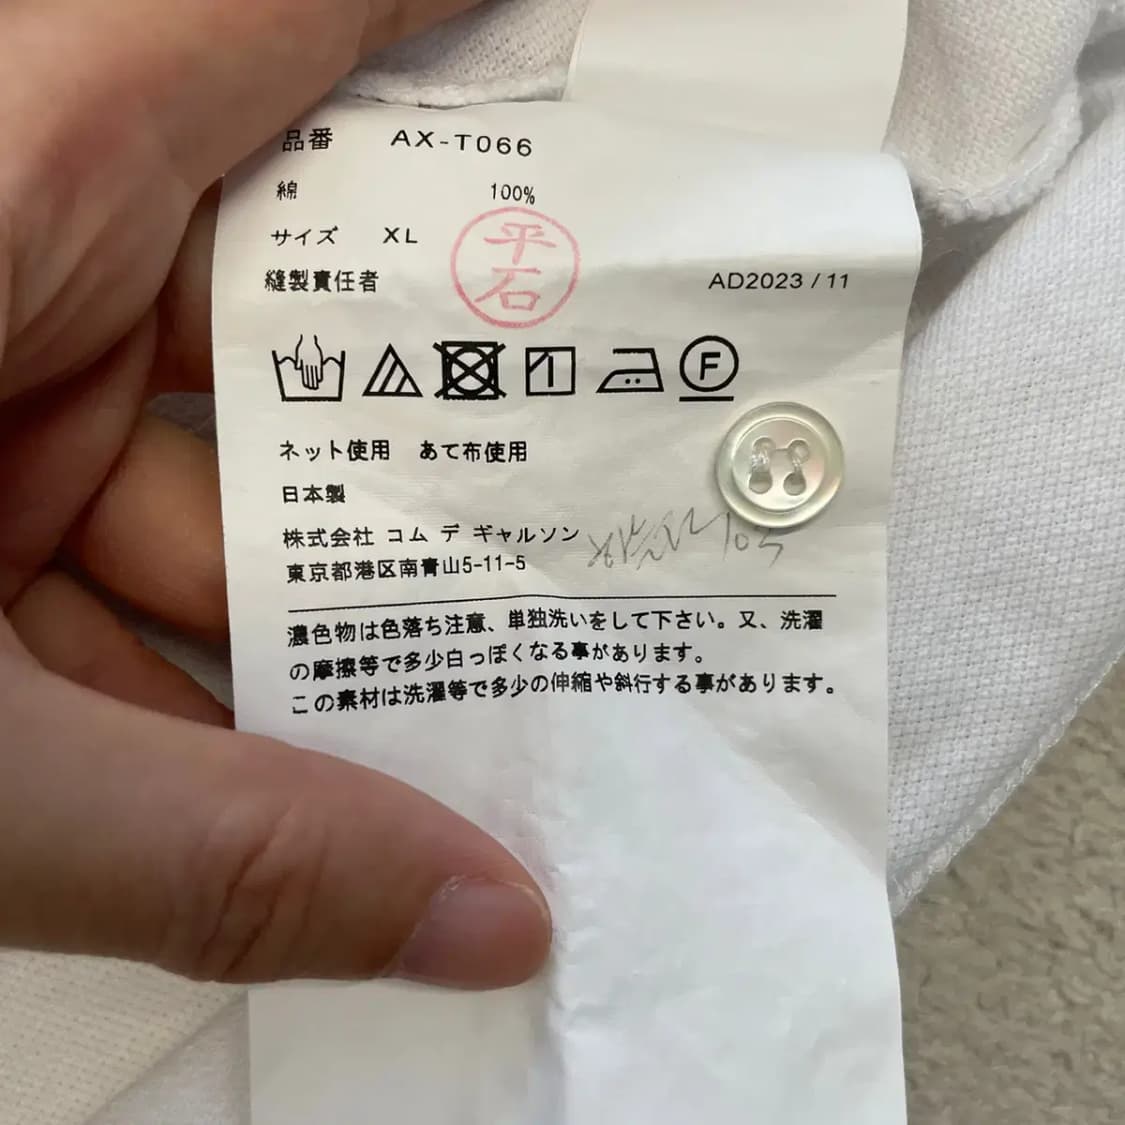 品番 AX-T066
綿 100%
サイズ XL
縫製責任者 平石 AD2023 / 11
F
ネット使用 あて布使用
日本製
株式会社 コム デ ギャルソン
東京都港区南青山5-11-5
濃色物は色落ち注意、単独洗いをして下さい。又、洗濯
の摩擦等で多少白っぽくなる事があります。
この素材は洗濯等で多少の伸縮や斜行する事があります。